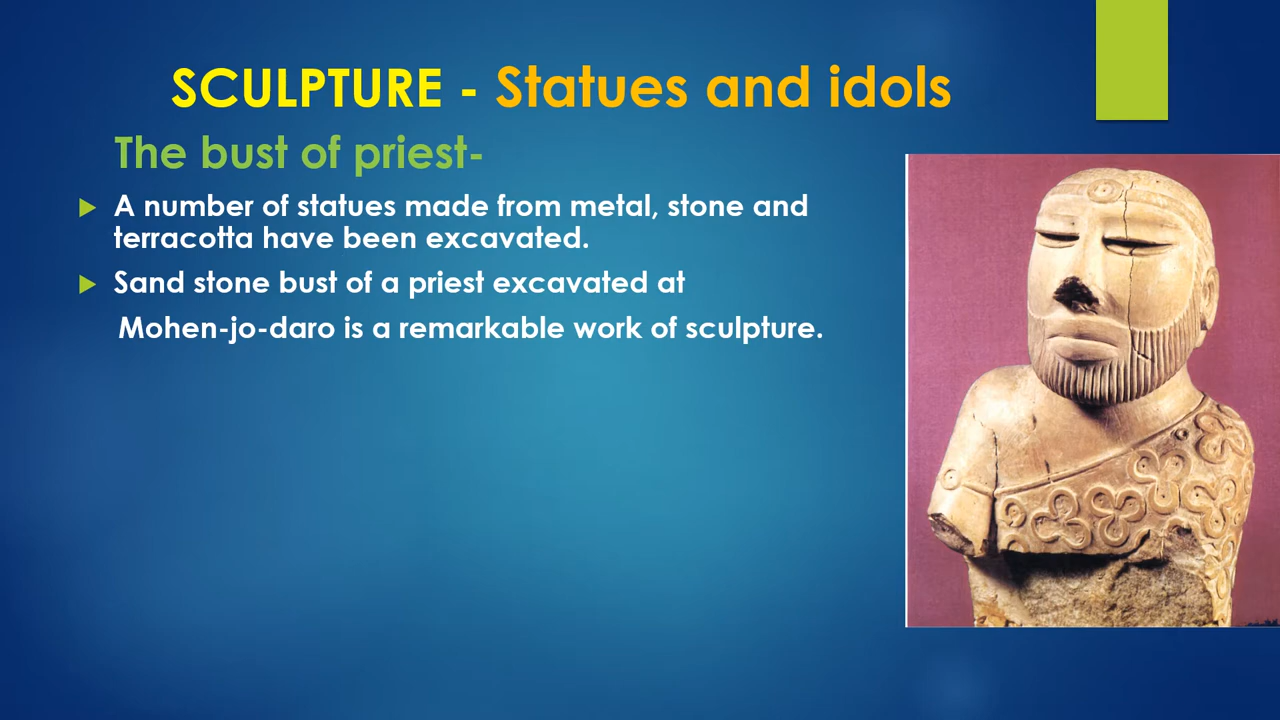 SCULPTURE - Statues and idols
The bust of priest-
A number of statues made from metal, stone and
terracotta have been excavated.
Sand stone bust of a priest excavated at
Mohen-jo-daro is a remarkable work of sculpture.